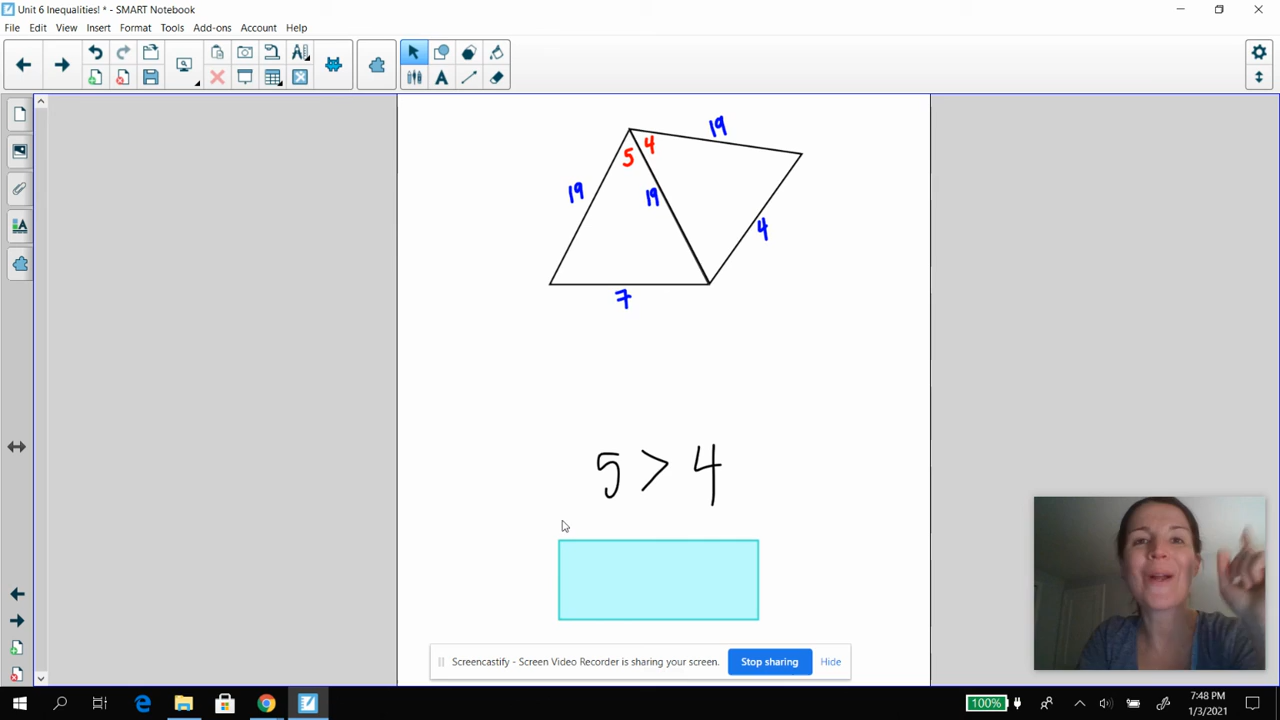 Unit 6 Inequalities! * - SMART Notebook
File Edit View Insert Format Tools Add-ons Account Help
19
5 4
19 19
4
7
5 > 4
Screencastify - Screen Video Recorder is sharing your screen. Stop sharing Hide
100% 7:48 PM
1/3/2021